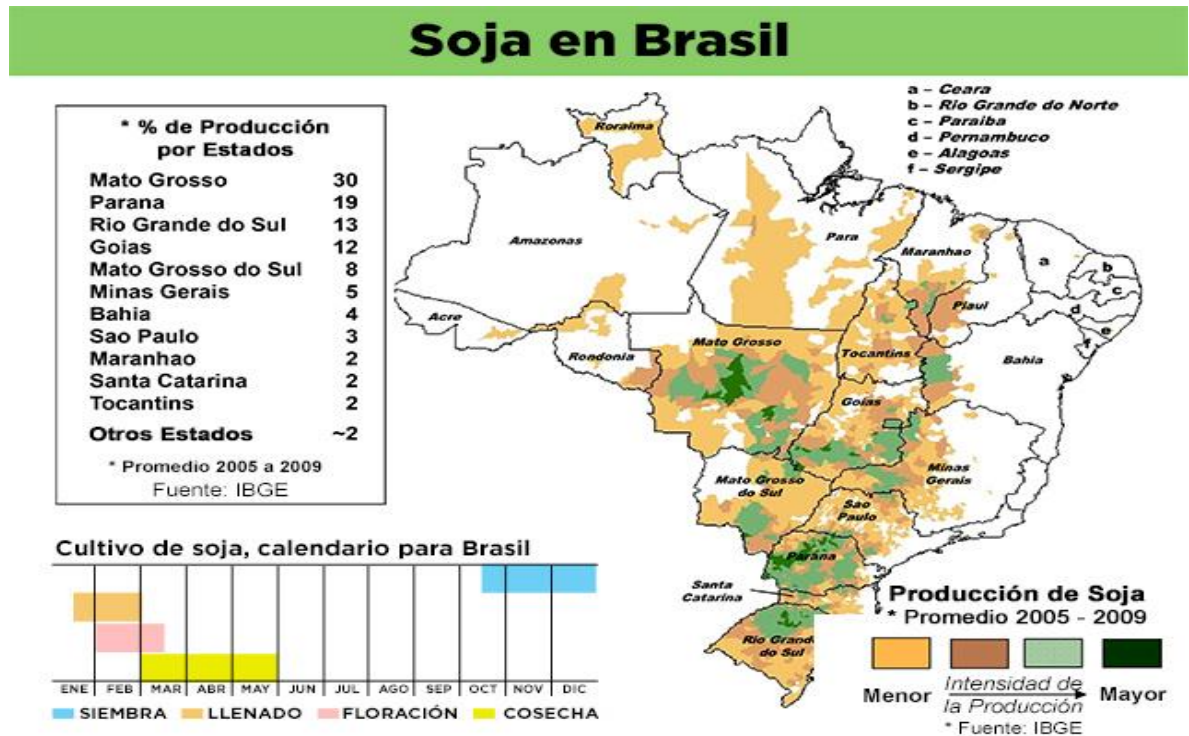 Soja en Brasil
* % de Producción
por Estados
Mato Grosso 30
Parana 19
Rio Grande do Sul 13
Goias 12
Mato Grosso do Sul 8
Minas Gerais 5
Bahia 4
Sao Paulo 3
Maranhao 2
Santa Catarina 2
Tocantins 2
Otros Estados ~2
* Promedio 2005 a 2009
Fuente: IBGE
a - Ceara
b - Rio Grande do Norte
c - Paraiba
d - Pernambuco
e - Alagoas
f - Sergipe
Roraima
Amazonas
Para
Maranhao
a
b
c
d
e
f
Piaui
Acre
Rondonia
Mato Grosso
Tocantins
Bahia
Goias
Minas
Gerais
Mato Grosso
do Sul
Sao
Paulo
Parana
Santa
Catarina
Rio Grand
do Sul
Cultivo de soja, calendario para Brasil
ENE FEB MAR ABR MAY JUN JUL AGO SEP OCT NOV DIC
SIEMBRA LLENADO FLORACIÓN COSECHA
Producción de Soja
* Promedio 2005 - 2009
Menor Intensidad de Mayor
la Producción
* Fuente: IBGE